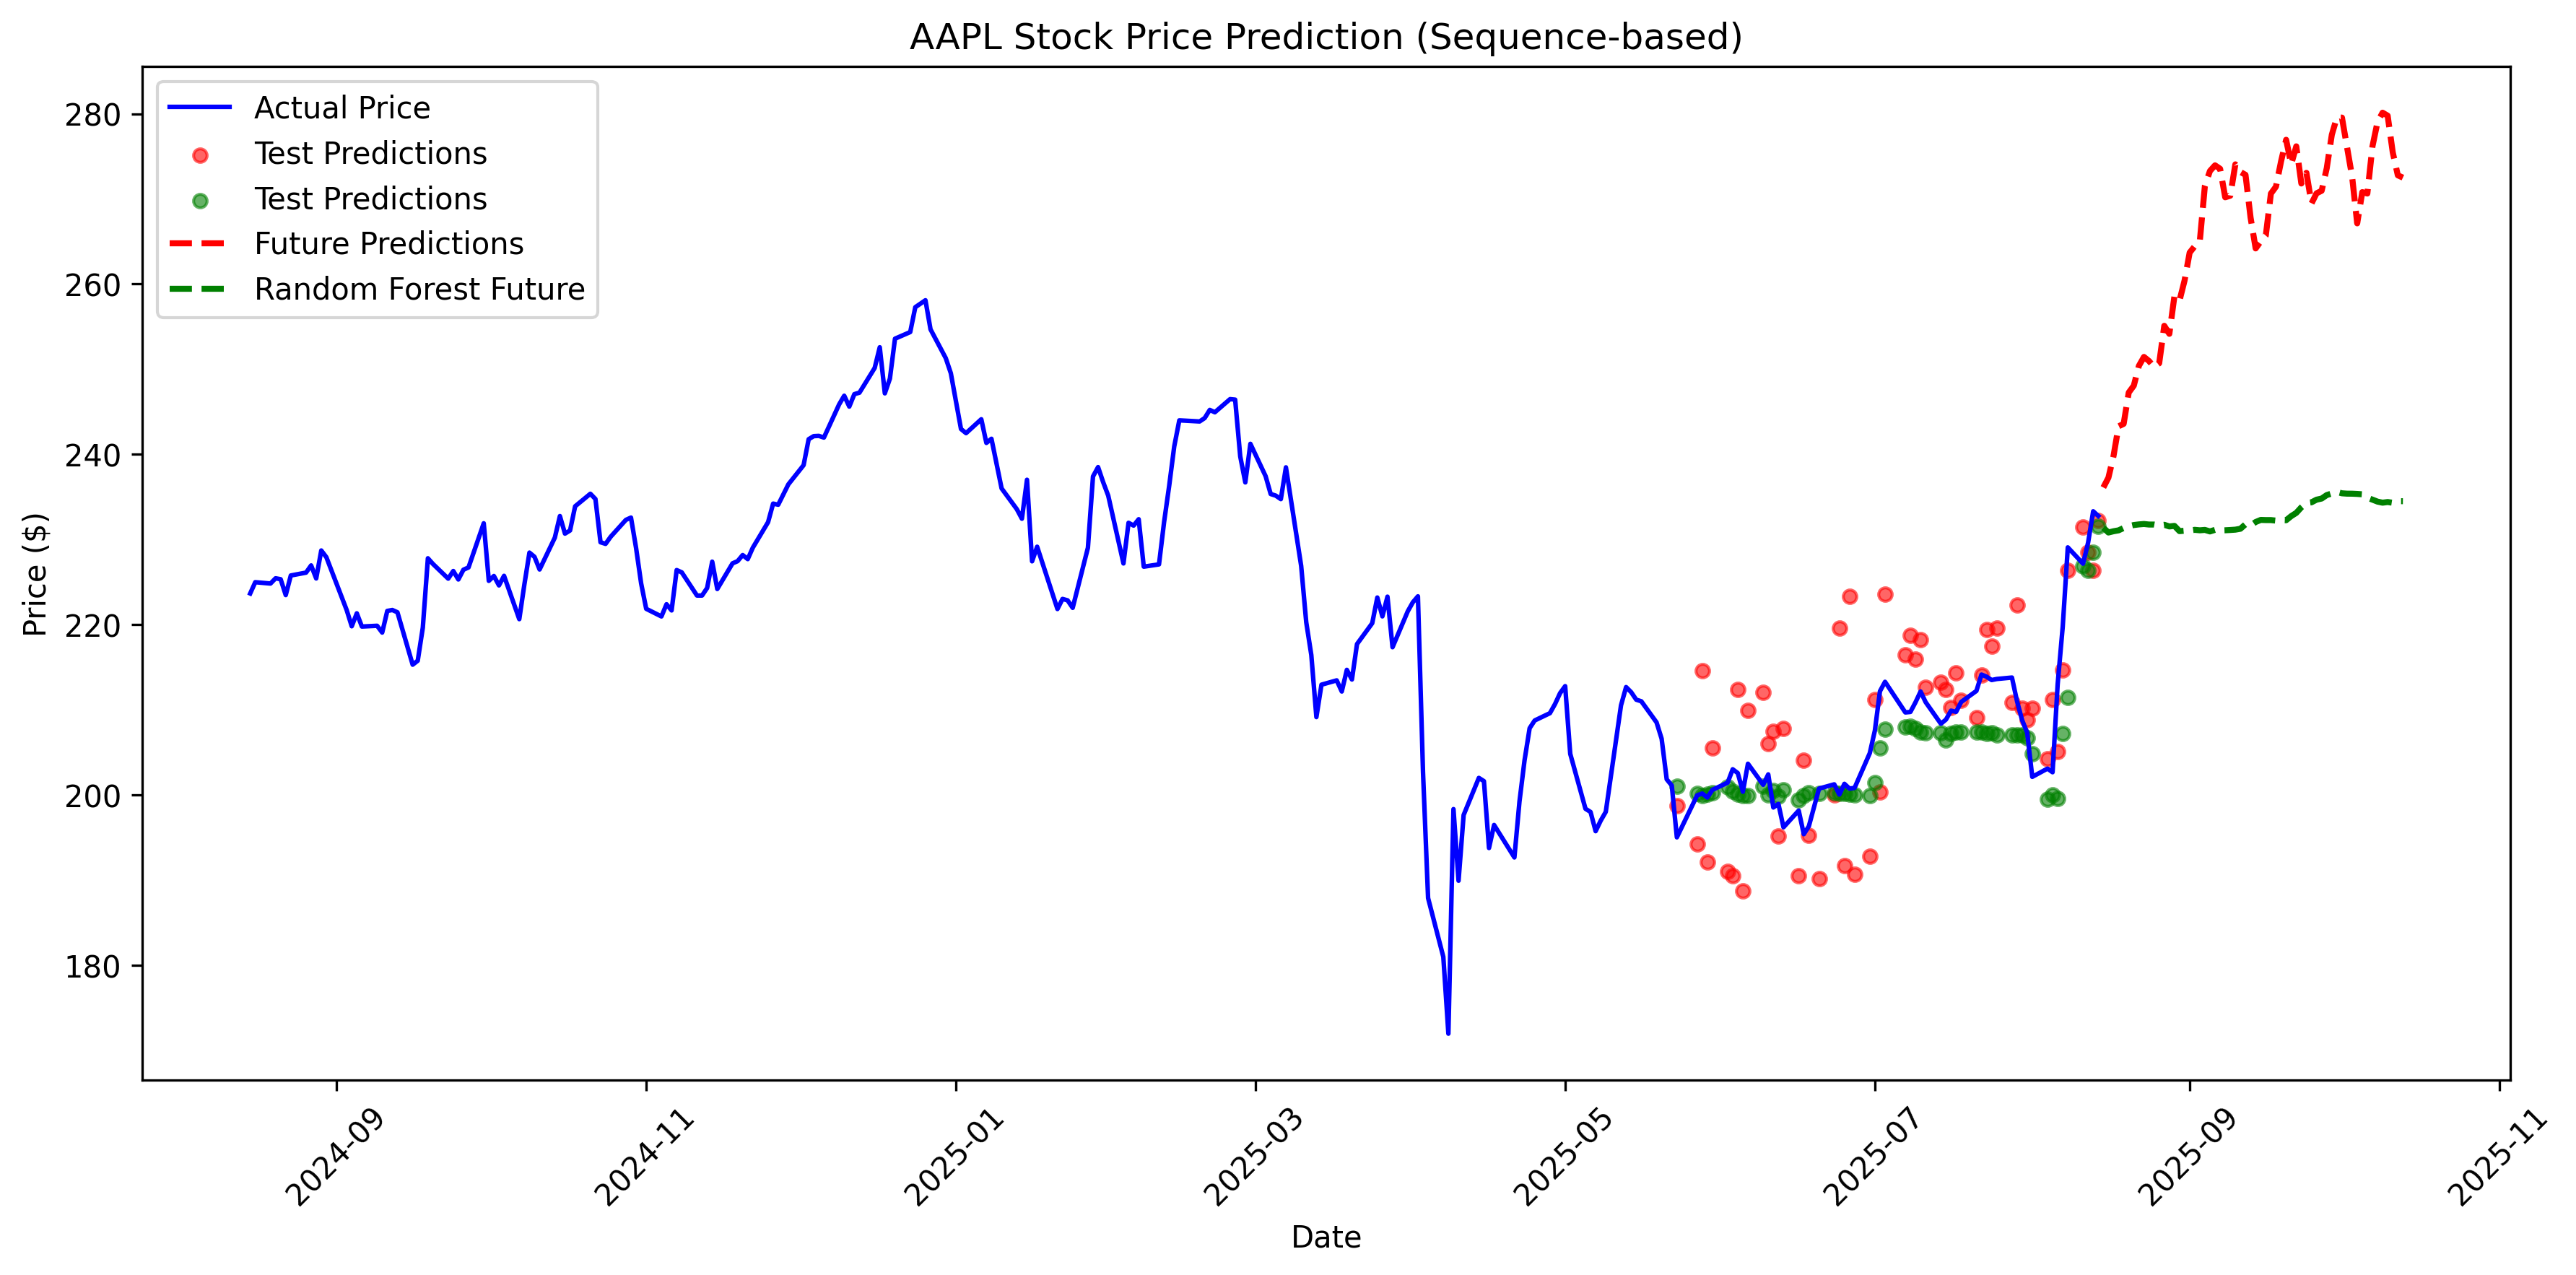 AAPL Stock Price Prediction (Sequence-based)
Actual Price
Test Predictions
Test Predictions
Future Predictions
Random Forest Future
Price ($)
280
260
240
220
200
180
2024-09
2024-11
2025-01
2025-03
2025-05
2025-07
2025-09
2025-11
Date